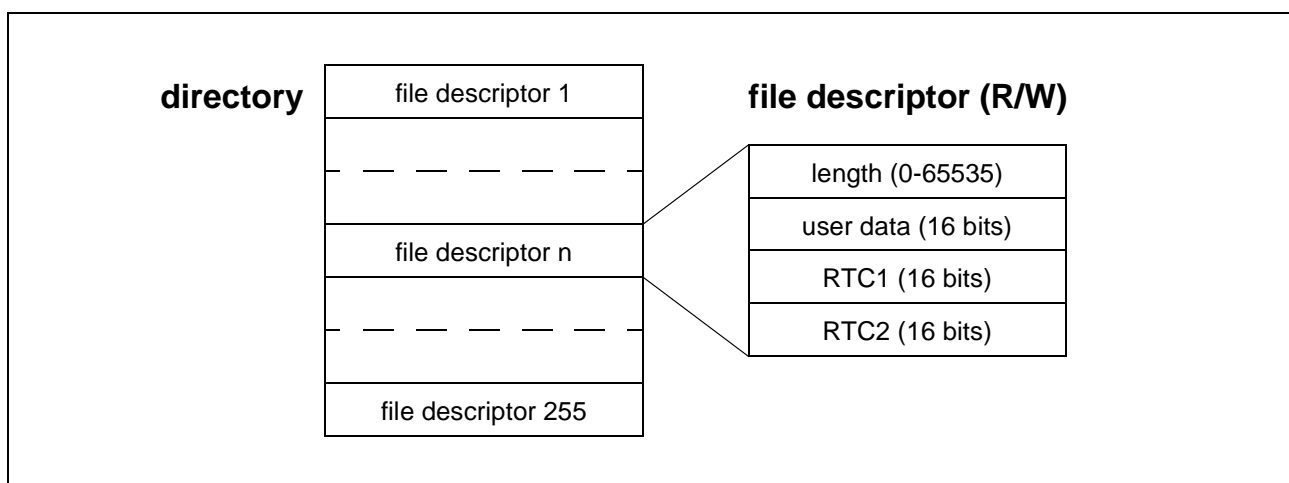 directory
file descriptor 1
file descriptor n
file descriptor 255
file descriptor (R/W)
length (0-65535)
user data (16 bits)
RTC1 (16 bits)
RTC2 (16 bits)